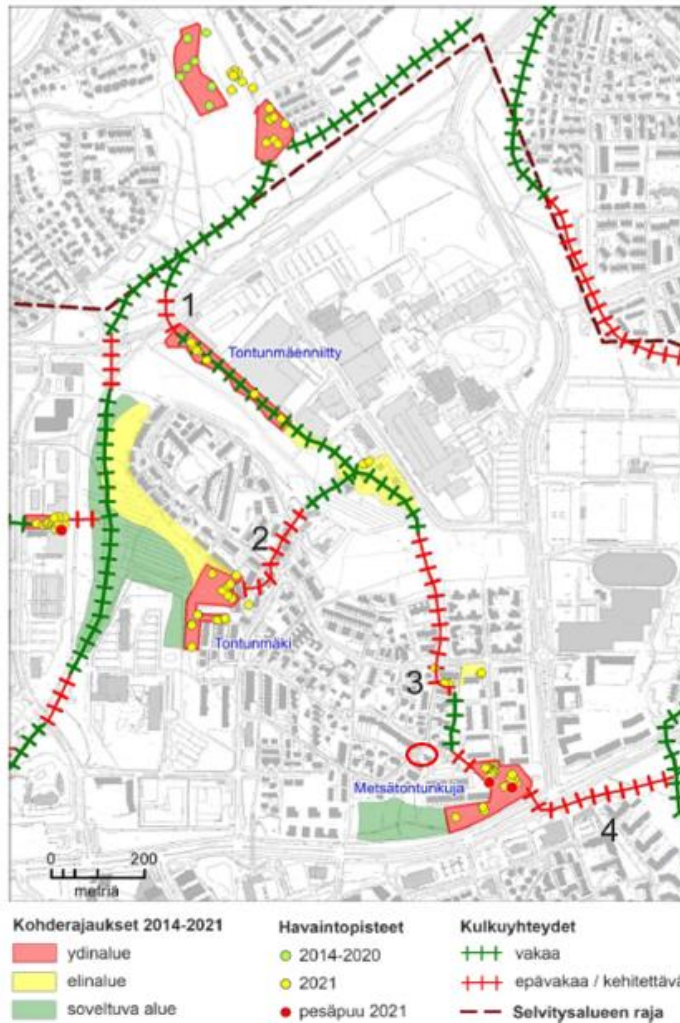 1
Tontunmäenniitty
2
Tontunmäki
3
Metsätontunkuja
4
0 200
metriä
Kohderajaukset 2014-2021
ydinalue
elinalue
soveltuva alue
Havaintopisteet
2014-2020
2021
pesäpuu 2021
Kulkuyhteydet
vakaa
epävakaa / kehitettävä
Selvitysalueen raja